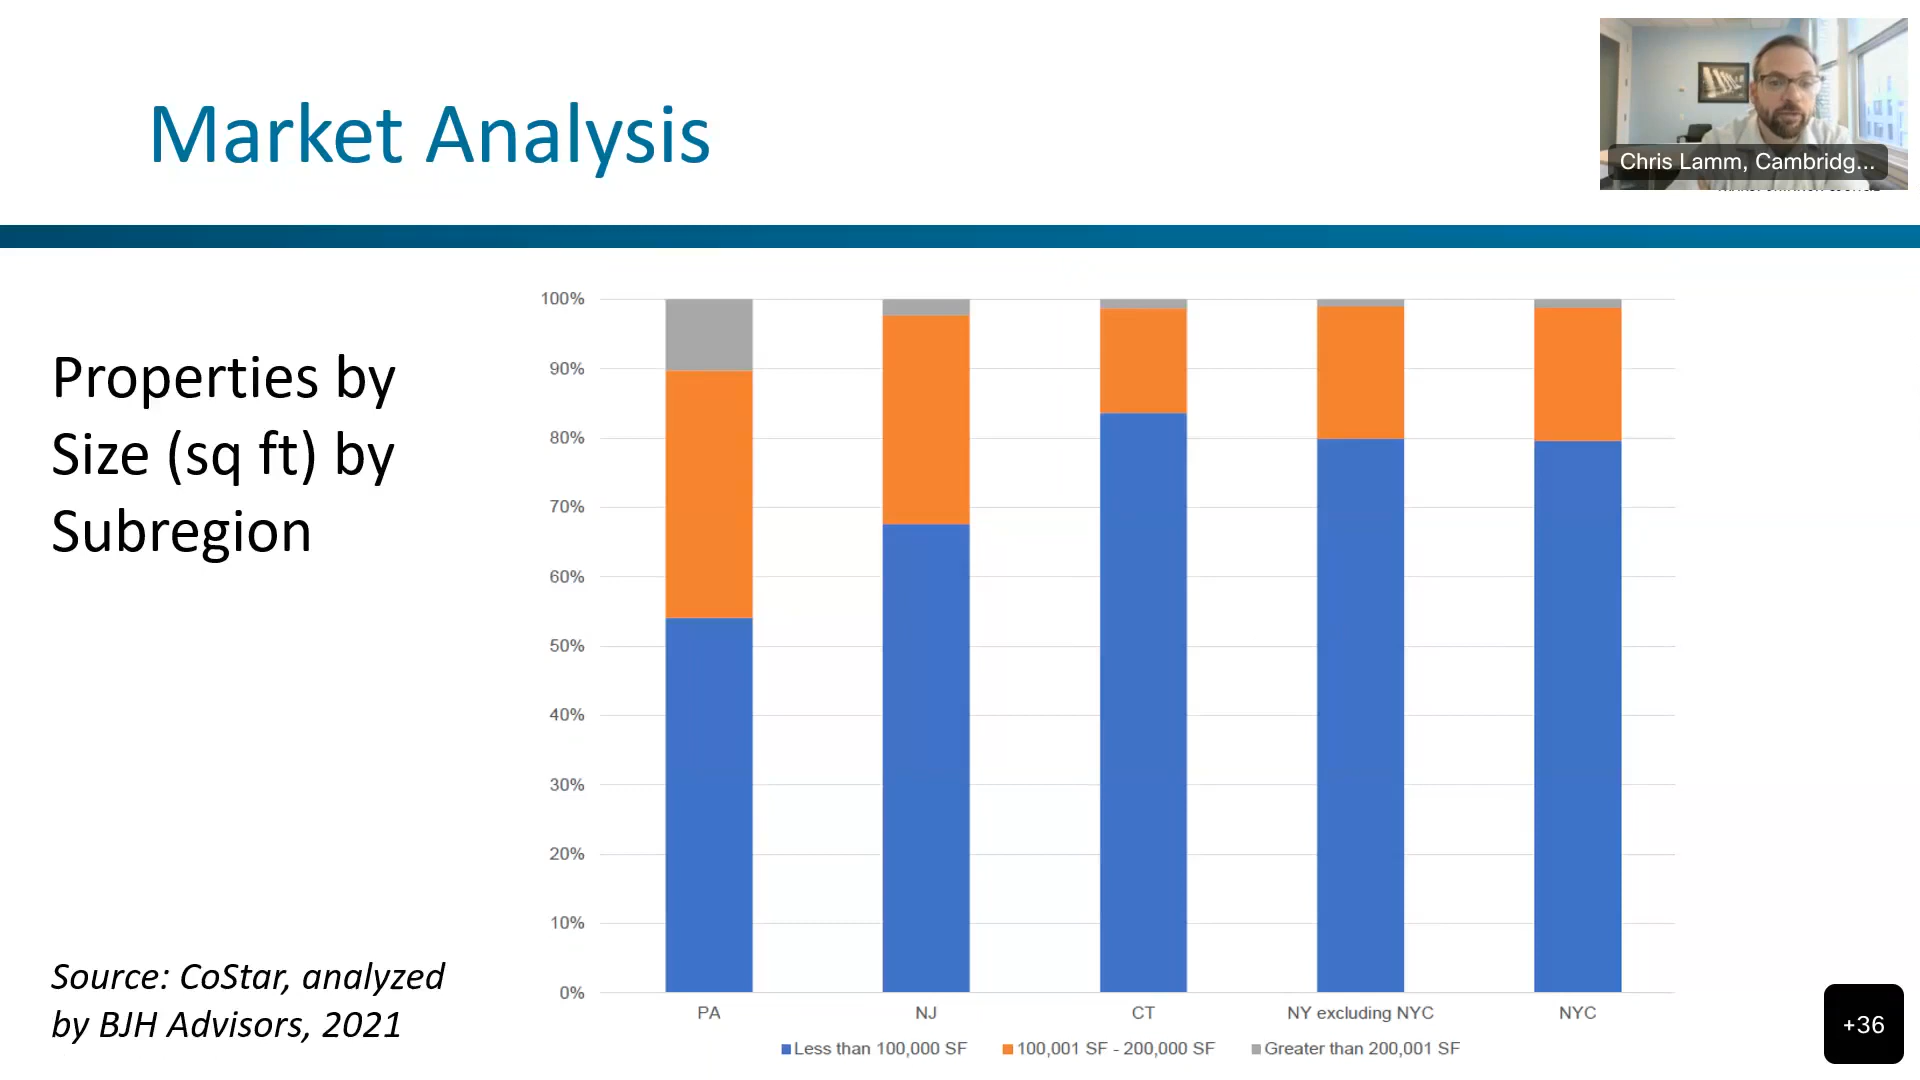 Market Analysis
Chris Lamm, Cambridg...
Properties by
Size (sq ft) by
Subregion
Source: CoStar, analyzed
by BJH Advisors, 2021
100%
90%
80%
70%
60%
50%
40%
30%
20%
10%
0%
PA NJ CT NY excluding NYC NYC
Less than 100,000 SF 100,001 SF - 200,000 SF Greater than 200,001 SF
+36